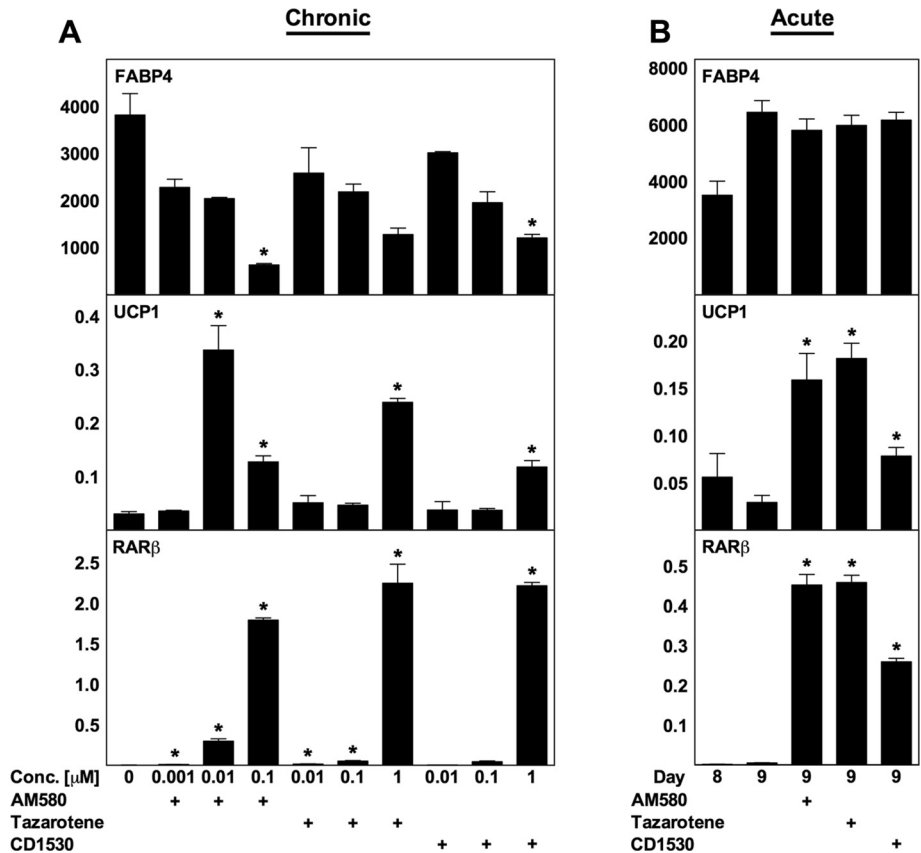 A Chronic
B Acute
FABP4
4000
3000
2000
1000
UCP1
0.4
0.3
0.2
0.1
* * * *
RARβ
2.5
2.0
1.5
1.0
0.5
* * * * * * *
Conc. [μM] 0 0.001 0.01 0.1 0.01 0.1 1 0.01 0.1 1
AM580 + + +
Tazarotene + + +
CD1530 + + +
8000
FABP4
6000
4000
2000
UCP1
0.20
0.15
0.10
0.05
* * *
RARβ
0.5
0.4
0.3
0.2
0.1
* * *
Day 8 9 9 9 9
AM580 +
Tazarotene +
CD1530 +